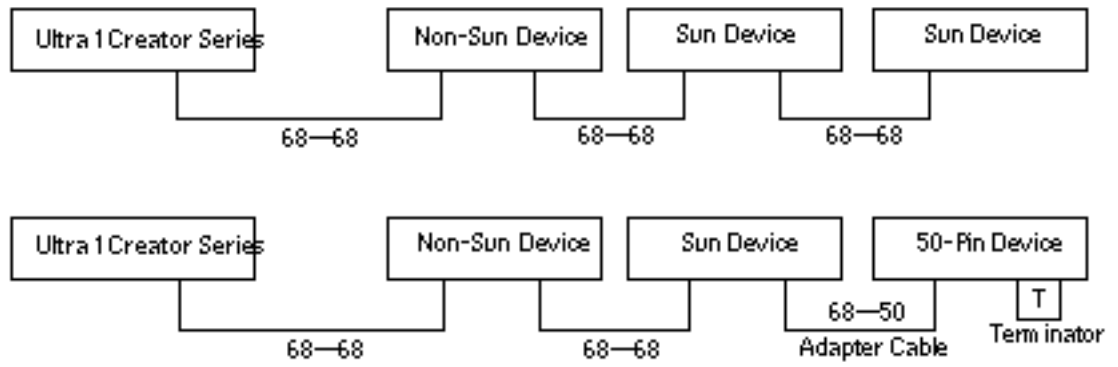 Ultra 1 Creator Series
Non-Sun Device
Sun Device
Sun Device
68—68
68—68
68—68
Ultra 1 Creator Series
Non-Sun Device
Sun Device
50-Pin Device
68—50
T
Adapter Cable
Terminator
68—68
68—68